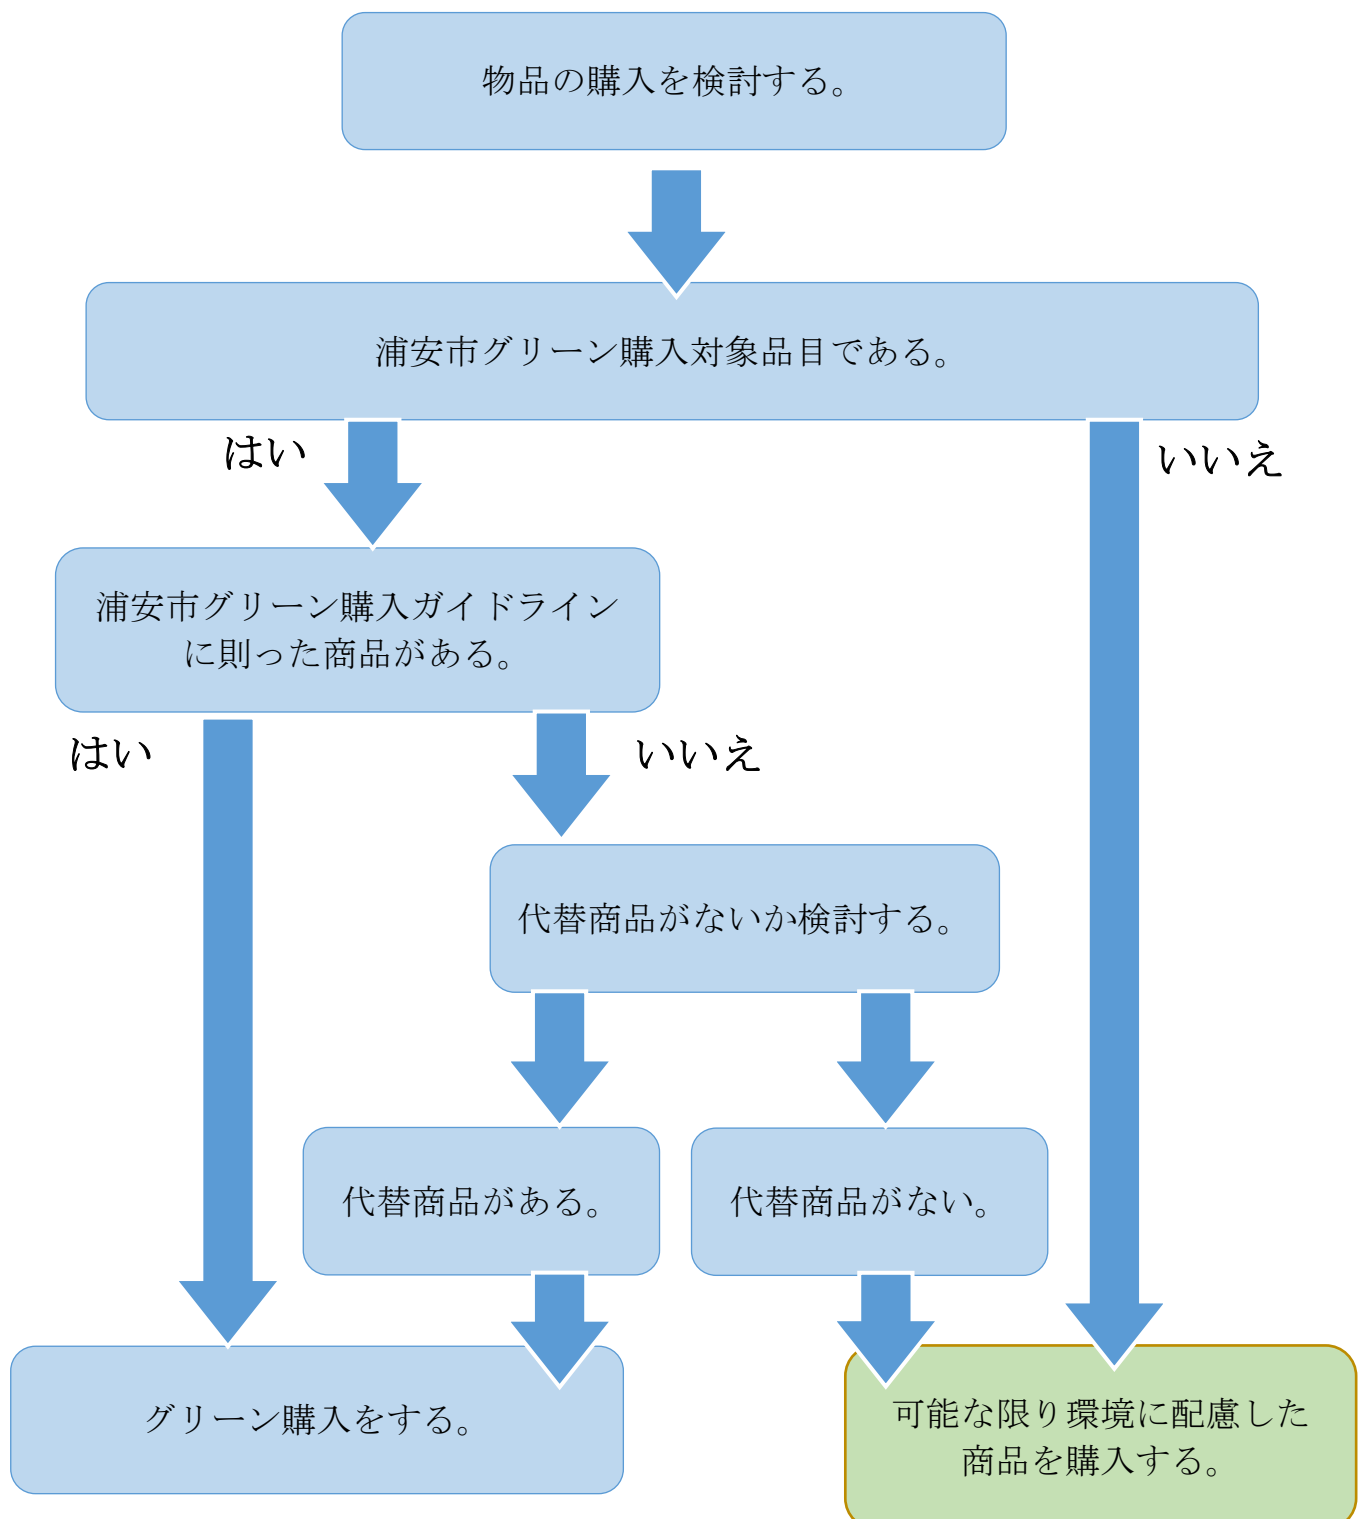 物品の購入を検討する。
浦安市グリーン購入対象品目である。
はい
いいえ
浦安市グリーン購入ガイドライン
に則った商品がある。
はい
いいえ
代替商品がないか検討する。
代替商品がある。
代替商品がない。
グリーン購入をする。
可能な限り環境に配慮した
商品を購入する。